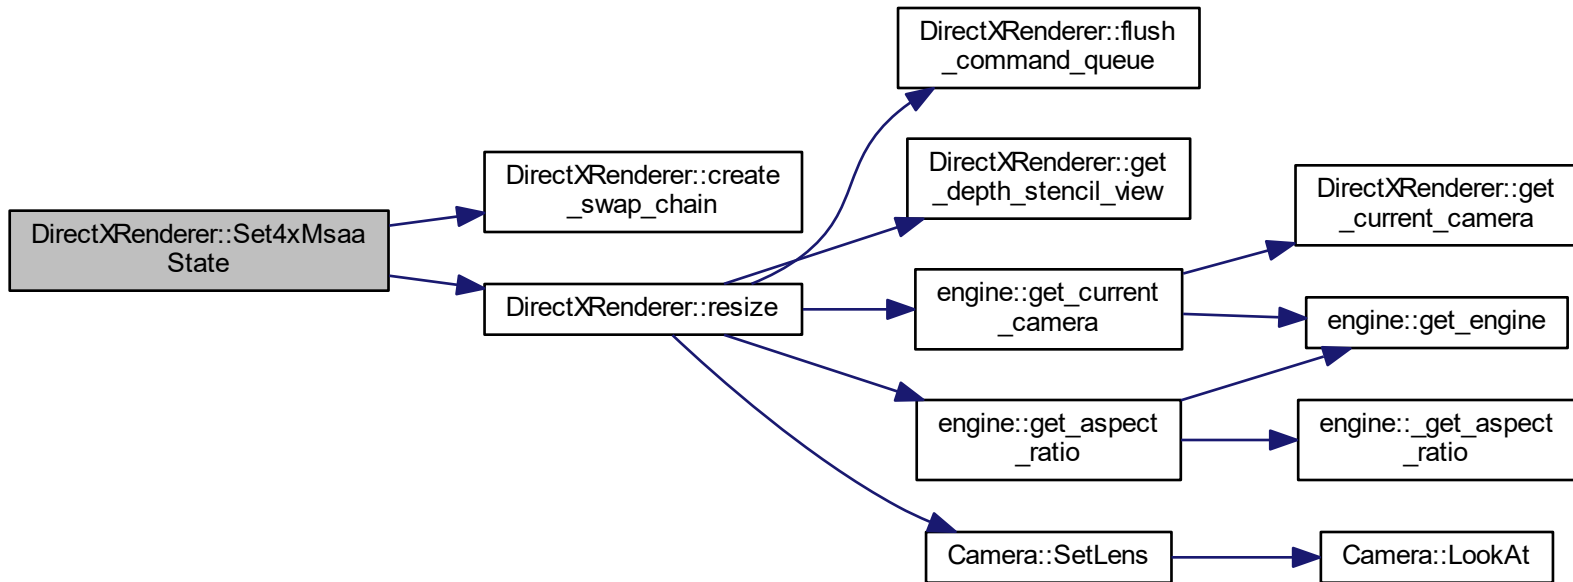 DirectXRenderer::flush
_command_queue
DirectXRenderer::get
_depth_stencil_view
DirectXRenderer::create
_swap_chain
DirectXRenderer::get
_current_camera
DirectXRenderer::Set4xMsaa
State
DirectXRenderer::resize
engine::get_current
_camera
engine::get_engine
engine::get_aspect
_ratio
engine::_get_aspect
_ratio
Camera::SetLens
Camera::LookAt